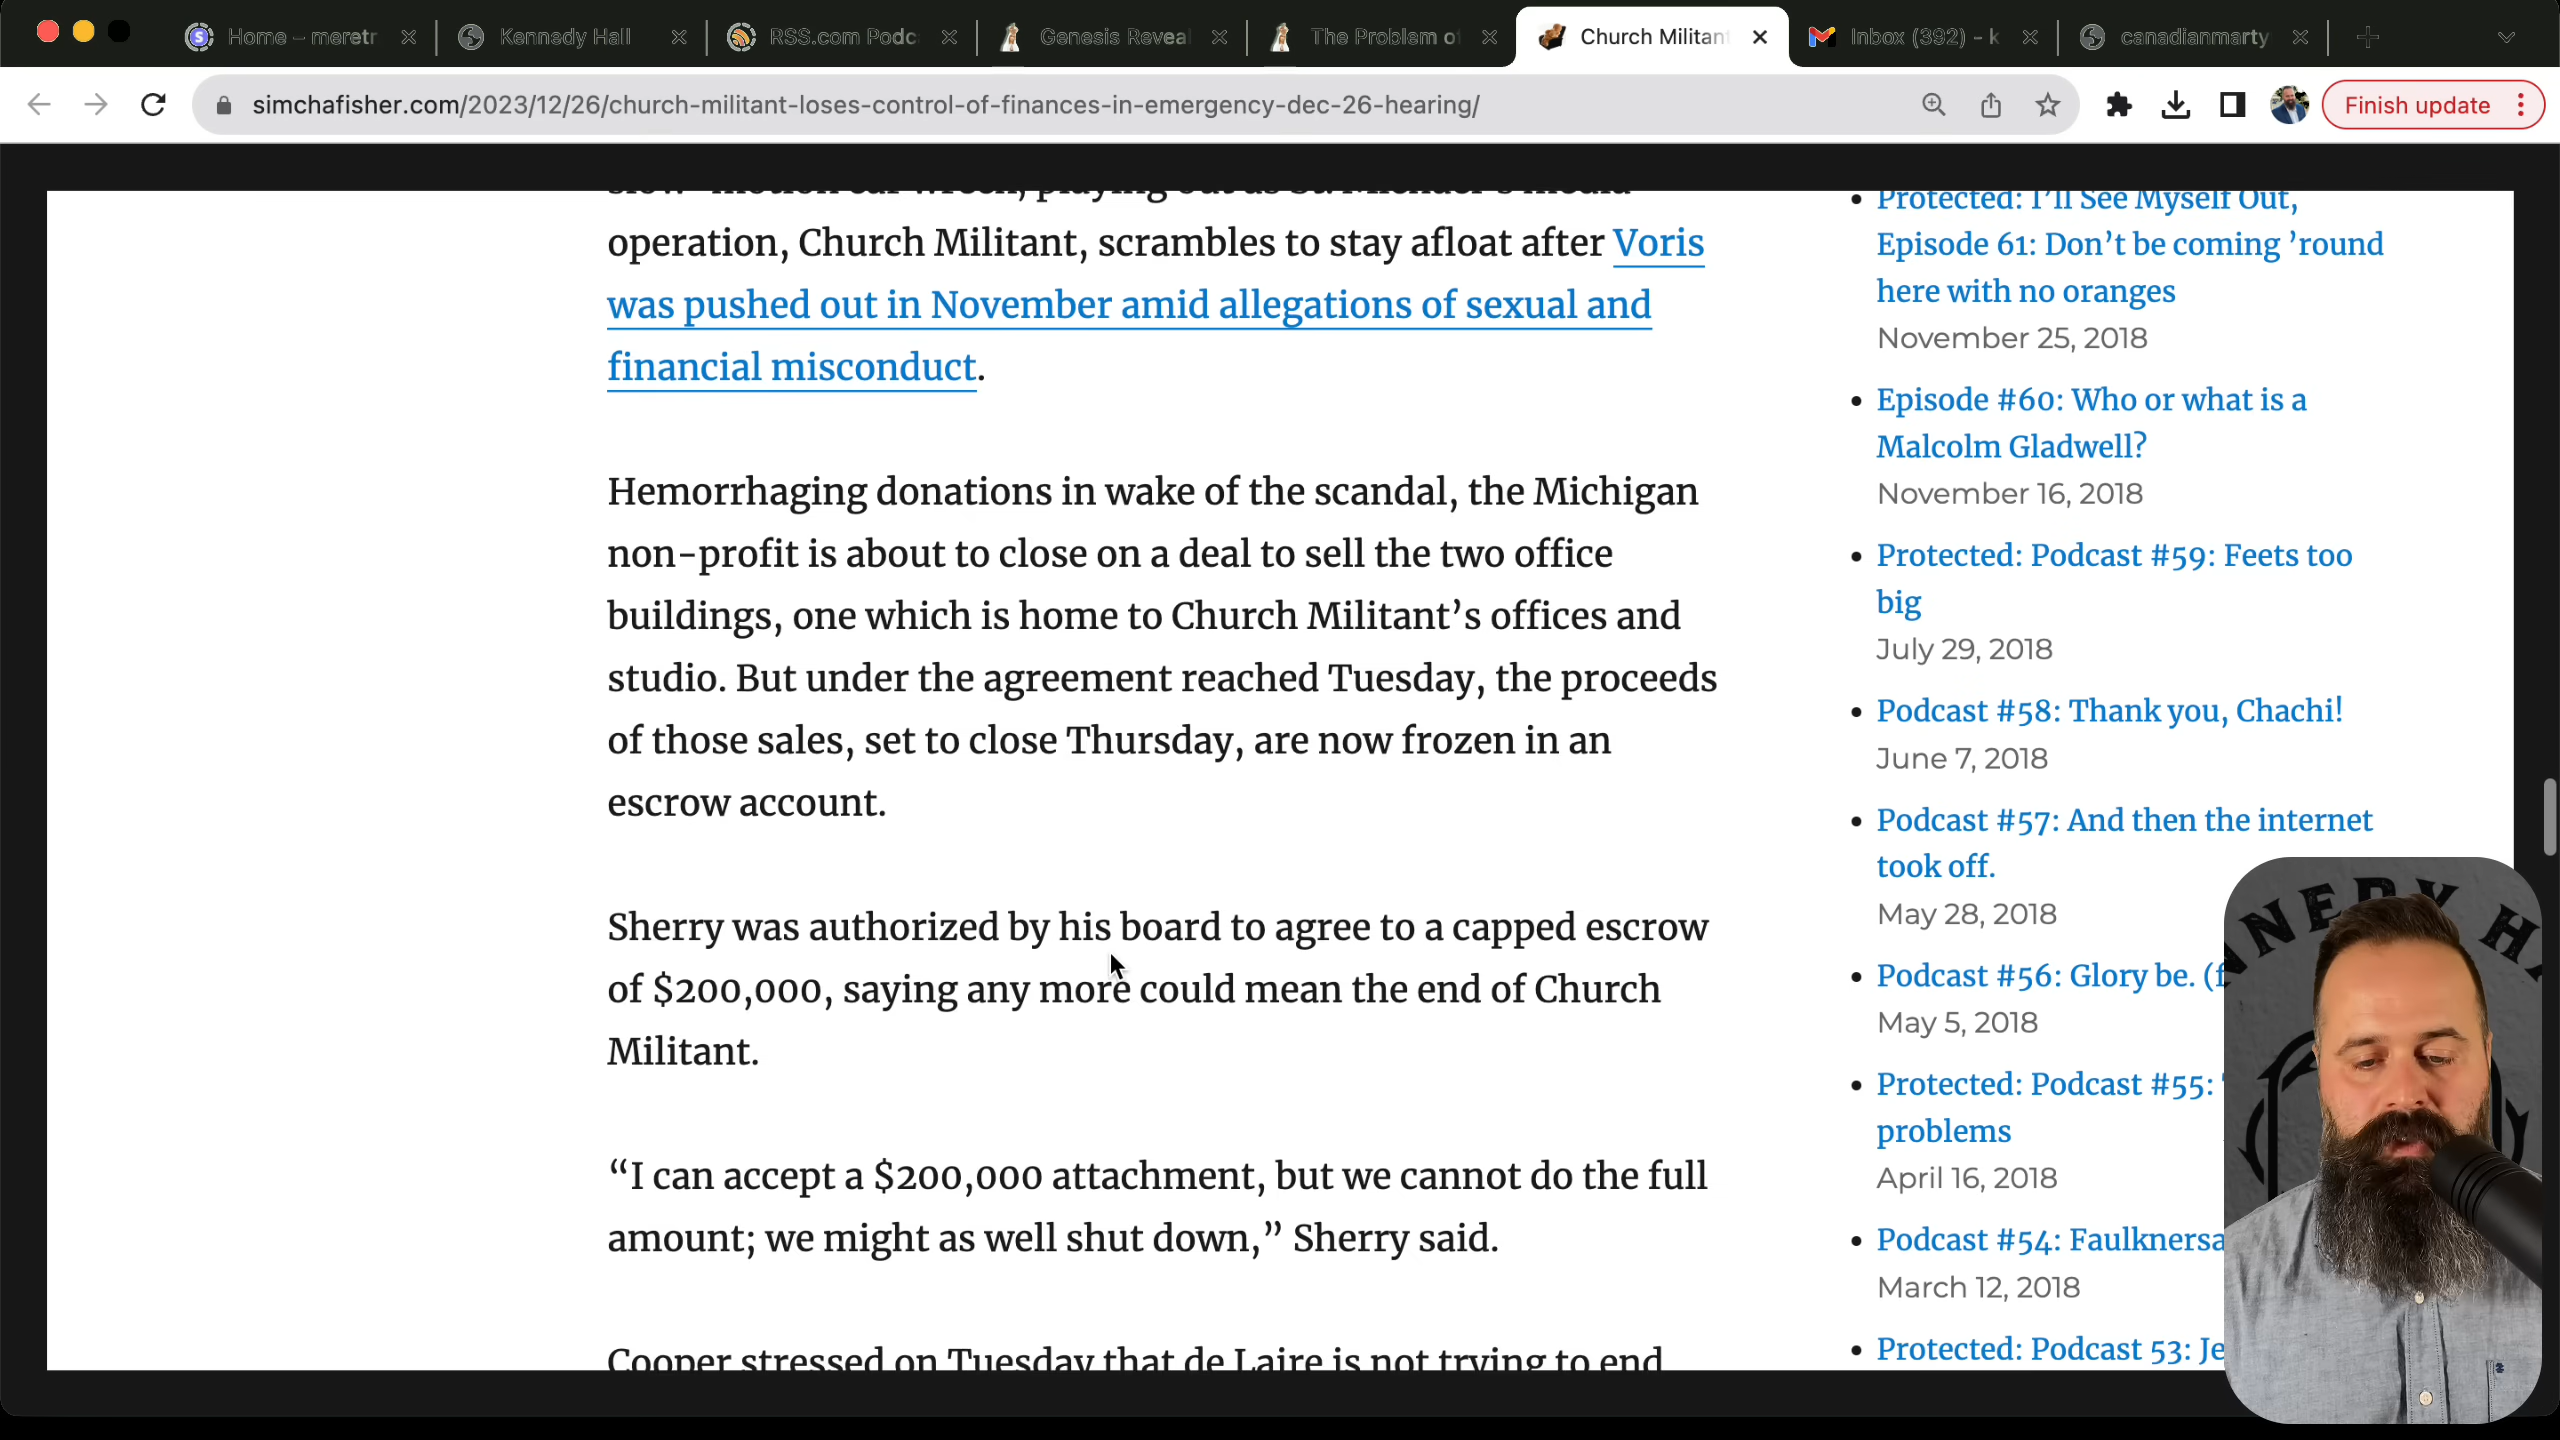 Home – meretr
Kennedy Hall
RSS.com Podc
Genesis Reveal
The Problem o
Church Militan
Inbox (392) - k
canadianmarty
simchafisher.com/2023/12/26/church-militant-loses-control-of-finances-in-emergency-dec-26-hearing/
Finish update
operation, Church Militant, scrambles to stay afloat after Voris
was pushed out in November amid allegations of sexual and
financial misconduct.
Hemorrhaging donations in wake of the scandal, the Michigan
non-profit is about to close on a deal to sell the two office
buildings, one which is home to Church Militant’s offices and
studio. But under the agreement reached Tuesday, the proceeds
of those sales, set to close Thursday, are now frozen in an
escrow account.
Sherry was authorized by his board to agree to a capped escrow
of $200,000, saying any more could mean the end of Church
Militant.
“I can accept a $200,000 attachment, but we cannot do the full
amount; we might as well shut down,” Sherry said.
Cooper stressed on Tuesday that de Laire is not trying to end
Protected: I’ll See Myself Out,
Episode 61: Don’t be coming ’round
here with no oranges
November 25, 2018
Episode #60: Who or what is a
Malcolm Gladwell?
November 16, 2018
Protected: Podcast #59: Feets too
big
July 29, 2018
Podcast #58: Thank you, Chachi!
June 7, 2018
Podcast #57: And then the internet
took off.
May 28, 2018
Podcast #56: Glory be. (f
May 5, 2018
Protected: Podcast #55:
problems
April 16, 2018
Podcast #54: Faulknersa
March 12, 2018
Protected: Podcast 53: Je
NNEDY HA